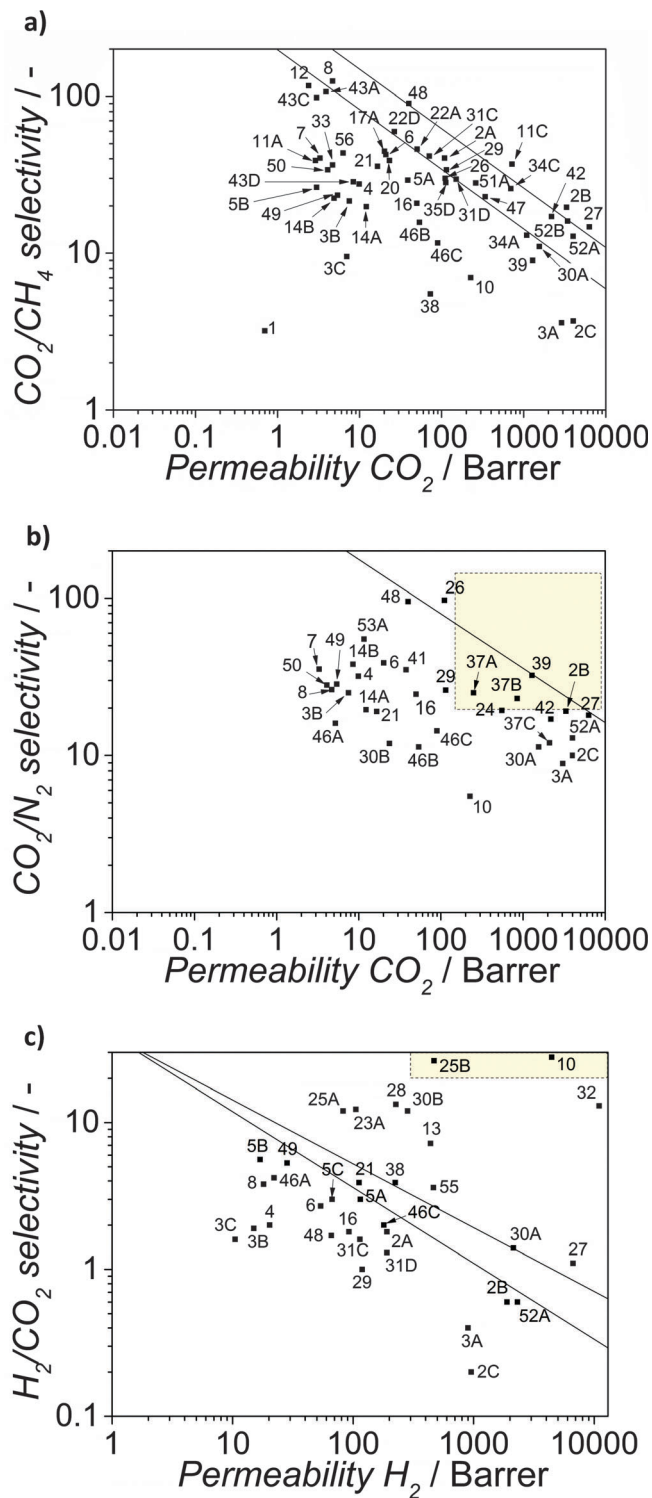 a)
CO2/CH4 selectivity / -
100
10
1
12
8
43A
48
43C
31C
22D
22A
17A
6
2A
33
7
56
29
11C
11A
26
34C
50
21
20
5A
51A
42
43D
4
2B
5B
16
35D
31D
47
52B
27
49
14B
3B
14A
46B
34A
52A
46C
39
30A
3C
10
38
1
3A
2C
0.01 0.1 1 10 100 1000 10000
Permeability CO2 / Barrer
b)
CO2/N2 selectivity / -
100
10
1
48
26
53A
7
49
14B
6
41
37A
39
50
4
29
37B
2B
8
3B
14A
21
16
24
42
27
37C
52A
46A
46C
30B
46B
30A
2C
3A
10
0.01 0.1 1 10 100 1000 10000
Permeability CO2 / Barrer
c)
H2/CO2 selectivity / -
10
1
0.1
25B
10
25A
28
30B
32
23A
13
5B
49
5C
21
38
8
46A
5A
55
6
46C
3C
4
16
30A
3B
48
31C
2A
27
31D
29
2B
52A
3A
2C
1 10 100 1000 10000
Permeability H2 / Barrer